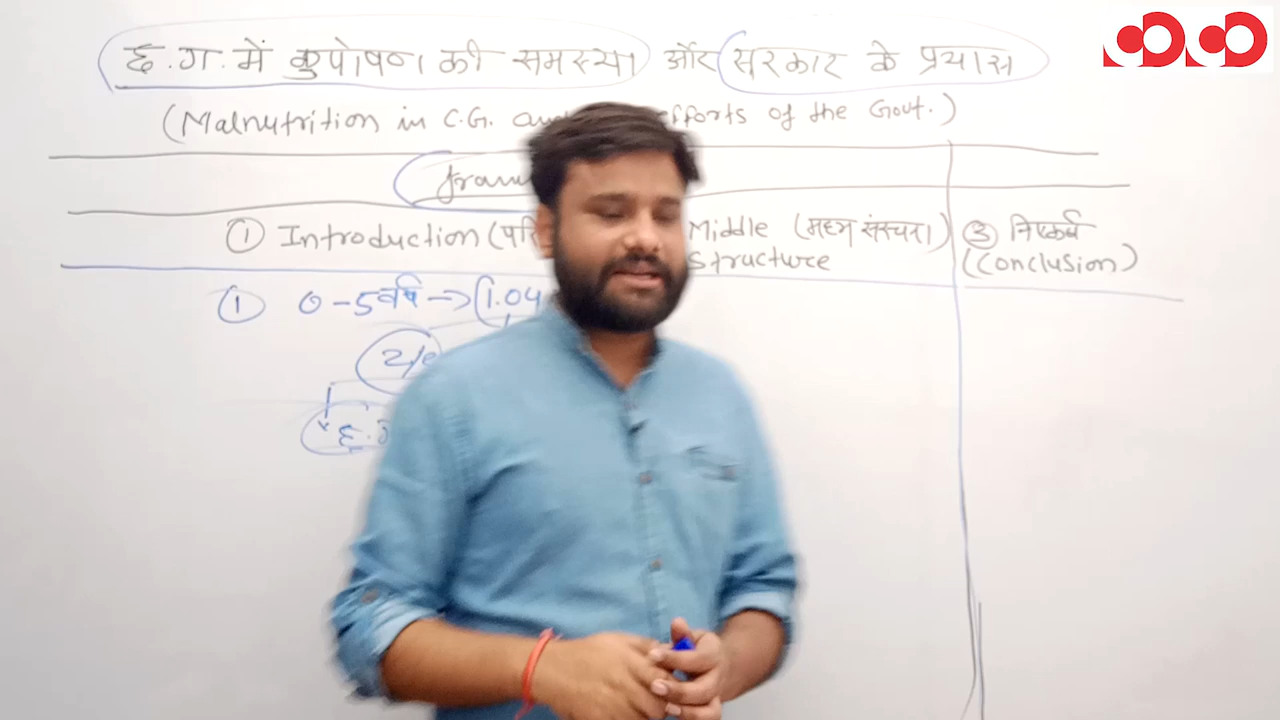 छ.ग. में कुपोषण की समस्या और सरकार के प्रयास
(Malnutrition in C.G. efforts of the Govt.)
① Introduction Middle (मध्य संरचना) ③ निष्कर्ष
Structure (Conclusion)
① 0-5 वर्ष → 1.04